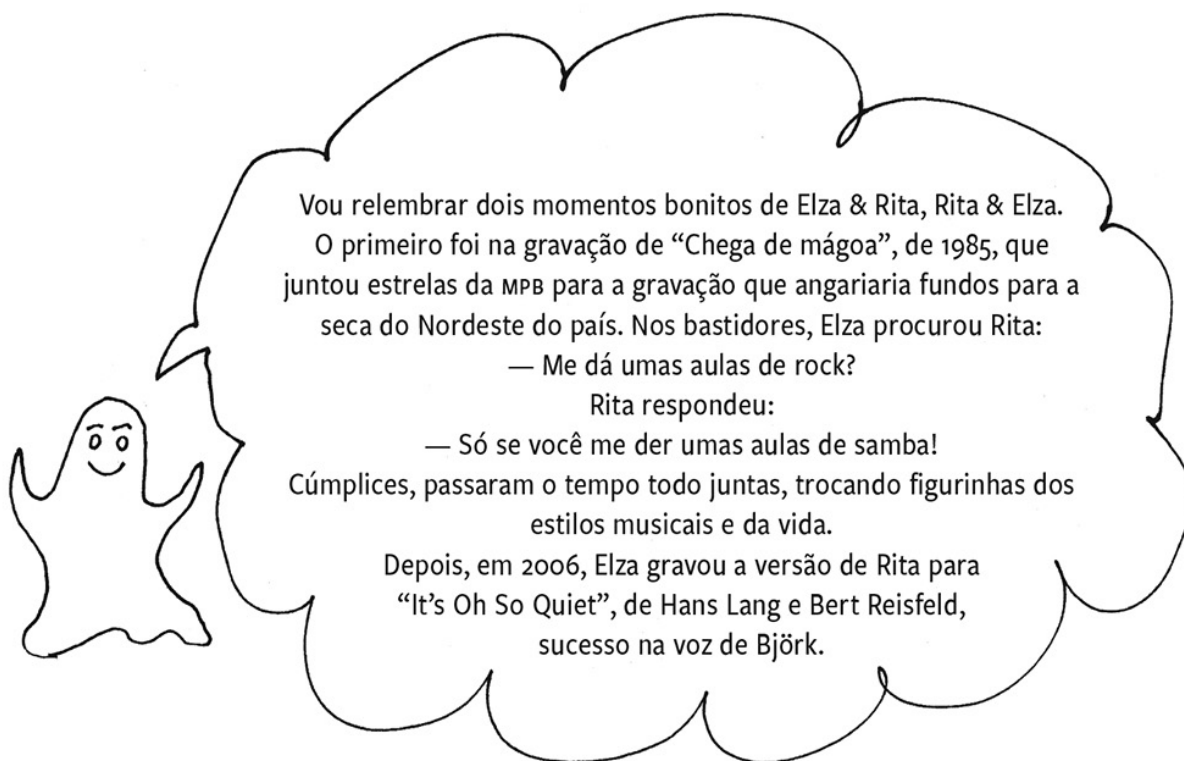 Vou relembrar dois momentos bonitos de Elza & Rita, Rita & Elza.
O primeiro foi na gravação de “Chega de mágoa”, de 1985, que
juntou estrelas da MPB para a gravação que angariaria fundos para a
seca do Nordeste do país. Nos bastidores, Elza procurou Rita:
— Me dá umas aulas de rock?
Rita respondeu:
— Só se você me der umas aulas de samba!
Cúmplices, passaram o tempo todo juntas, trocando figurinhas dos
estilos musicais e da vida.
Depois, em 2006, Elza gravou a versão de Rita para
“It’s Oh So Quiet”, de Hans Lang e Bert Reisfeld,
sucesso na voz de Björk.